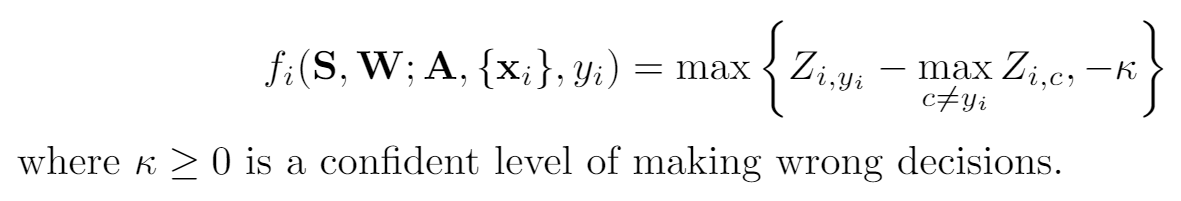 f_i(S, W; A, {x_i}, y_i) = max { Z_{i,y_i} − max_{c≠y_i} Z_{i,c}, −κ }
where κ ≥ 0 is a confident level of making wrong decisions.